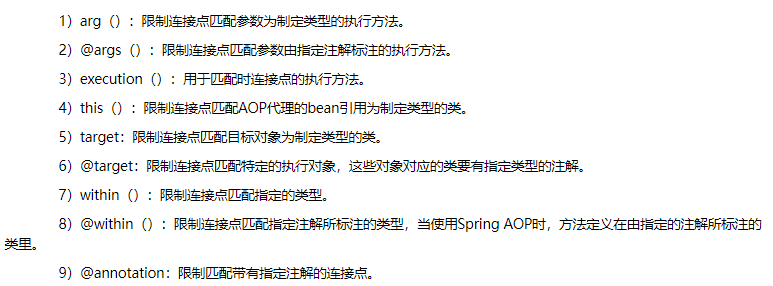 1）arg（）：限制连接点匹配参数为制定类型的执行方法。
2）@args（）：限制连接点匹配参数由指定注解标注的执行方法。
3）execution（）：用于匹配时连接点的执行方法。
4）this（）：限制连接点匹配AOP代理的bean引用为制定类型的类。
5）target：限制连接点匹配目标对象为制定类型的类。
6）@target：限制连接点匹配特定的执行对象，这些对象对应的类要有指定类型的注解。
7）within（）：限制连接点匹配指定的类型。
8）@within（）：限制连接点匹配指定注解所标注的类型，当使用Spring AOP时，方法定义在由指定的注解所标注的
类里。
9）@annotation：限制匹配带有指定注解的连接点。